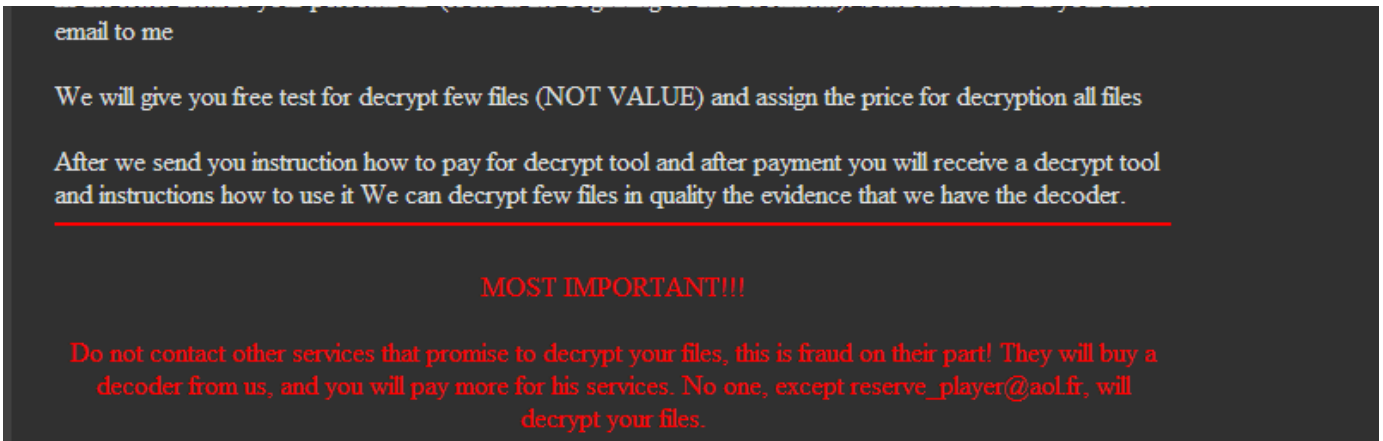 email to me
We will give you free test for decrypt few files (NOT VALUE) and assign the price for decryption all files
After we send you instruction how to pay for decrypt tool and after payment you will receive a decrypt tool
and instructions how to use it We can decrypt few files in quality the evidence that we have the decoder.
MOST IMPORTANT!!!
Do not contact other services that promise to decrypt your files, this is fraud on their part! They will buy a
decoder from us, and you will pay more for his services. No one, except reserve_player@aol.fr, will
decrypt your files.